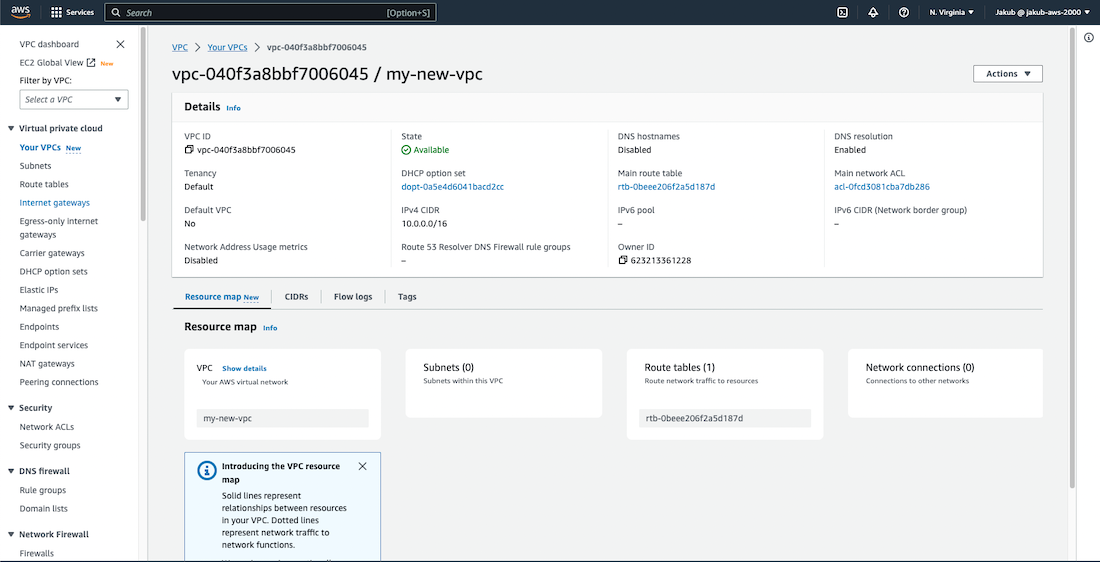 aws
Services
Search
[Option+S]
N. Virginia
Jakub @ jakub-aws-2000
VPC dashboard
EC2 Global View New
Filter by VPC:
Select a VPC
Virtual private cloud
Your VPCs New
Subnets
Route tables
Internet gateways
Egress-only internet
gateways
Carrier gateways
DHCP option sets
Elastic IPs
Managed prefix lists
Endpoints
Endpoint services
NAT gateways
Peering connections
Security
Network ACLs
Security groups
DNS firewall
Rule groups
Domain lists
Network Firewall
Firewalls
VPC > Your VPCs > vpc-040f3a8bbf7006045
vpc-040f3a8bbf7006045 / my-new-vpc
Actions
Details Info
VPC ID
vpc-040f3a8bbf7006045
State
Available
DNS hostnames
Disabled
DNS resolution
Enabled
Tenancy
Default
DHCP option set
dopt-0a5e4d6041bacd2cc
Main route table
rtb-0beee206f2a5d187d
Main network ACL
acl-0fcd3081cba7db286
Default VPC
No
IPv4 CIDR
10.0.0.0/16
IPv6 pool
–
IPv6 CIDR (Network border group)
–
Network Address Usage metrics
Disabled
Route 53 Resolver DNS Firewall rule groups
–
Owner ID
623213361228
Resource map New
CIDRs
Flow logs
Tags
Resource map Info
VPC Show details
Your AWS virtual network
my-new-vpc
Subnets (0)
Subnets within this VPC
Route tables (1)
Route network traffic to resources
rtb-0beee206f2a5d187d
Network connections (0)
Connections to other networks
Introducing the VPC resource
map
Solid lines represent
relationships between resources
in your VPC. Dotted lines
represent network traffic to
network functions.